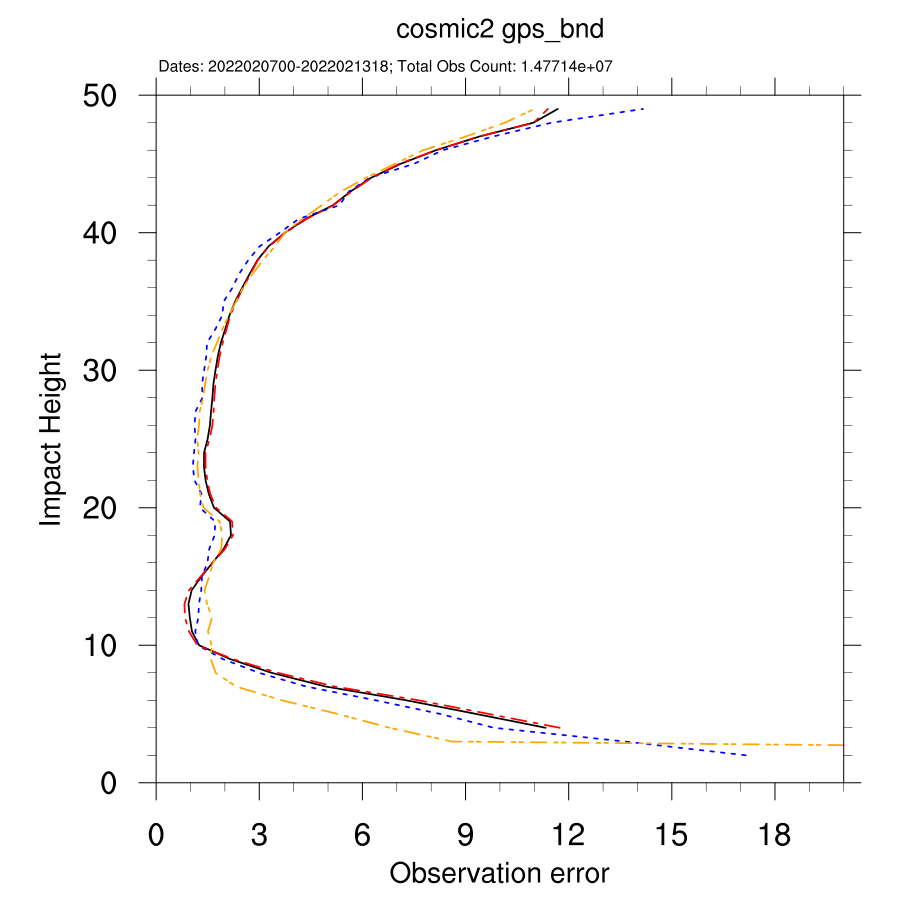 cosmic2 gps_bnd
Dates: 2022020700-2022021318; Total Obs Count: 1.47714e+07
50
40
30
20
10
0
Impact Height
0 3 6 9 12 15 18
Observation error